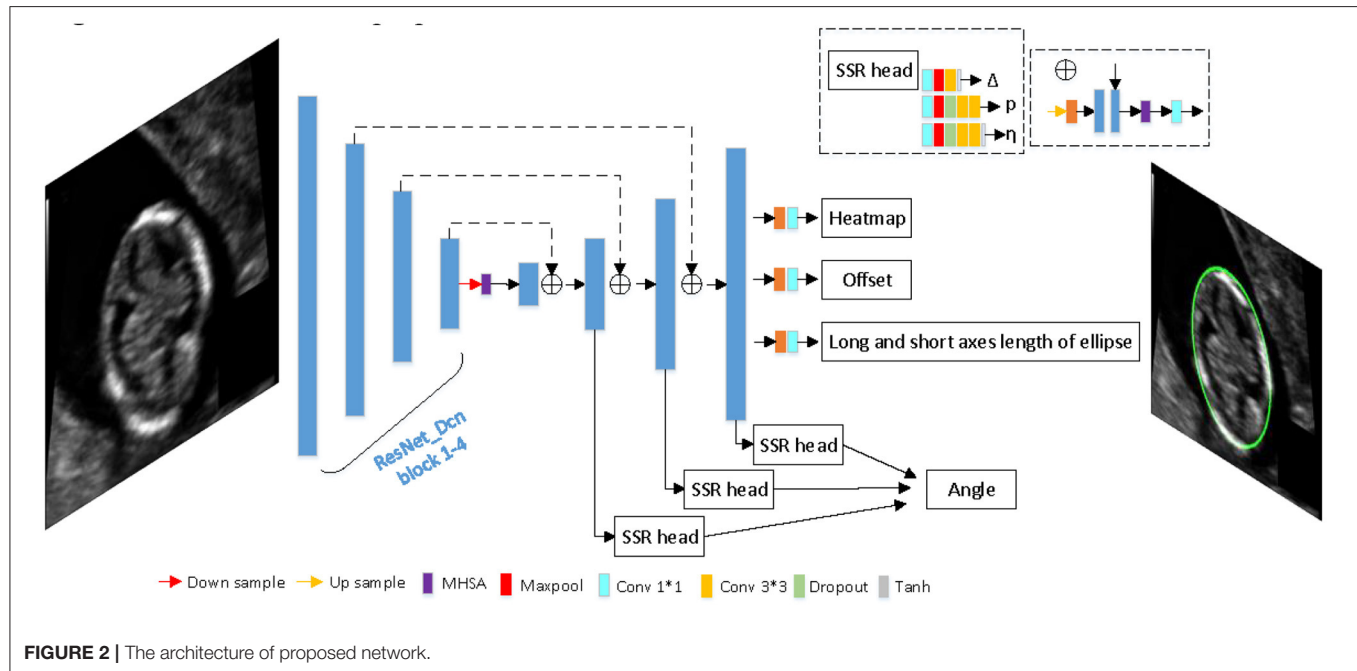 SSR head
Δ
p
η
Heatmap
Offset
Long and short axes length of ellipse
ResNet_Dcn
block 1-4
SSR head
SSR head
SSR head
Angle
Down sample
Up sample
MHSA
Maxpool
Conv 1*1
Conv 3*3
Dropout
Tanh
FIGURE 2 | The architecture of proposed network.